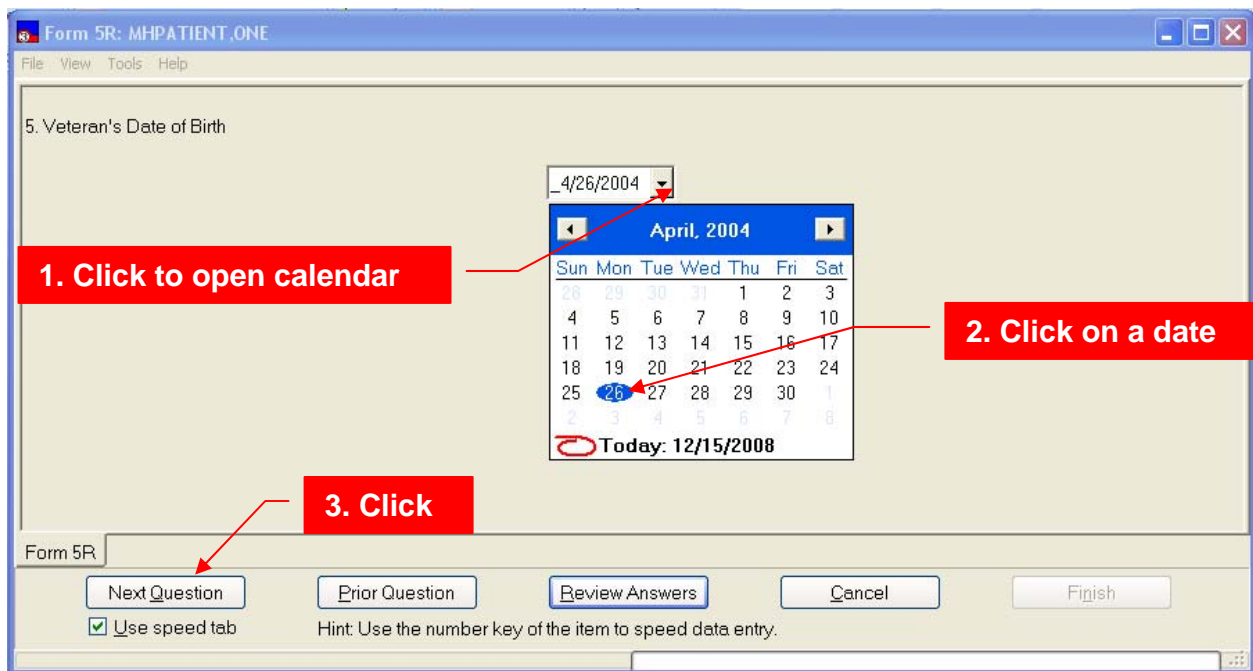 Form 5R: MHPATIENT,ONE
File View Tools Help
5. Veteran's Date of Birth
_4/26/2004
April, 2004
1. Click to open calendar
Sun Mon Tue Wed Thu Fri Sat
28 29 30 31 1 2 3
4 5 6 7 8 9 10
2. Click on a date
11 12 13 14 15 16 17
18 19 20 21 22 23 24
25 26 27 28 29 30 1
2 3 4 5 6 7 8
Today: 12/15/2008
3. Click
Form 5R
Next Question Prior Question Review Answers Cancel Finish
Use speed tab Hint: Use the number key of the item to speed data entry.